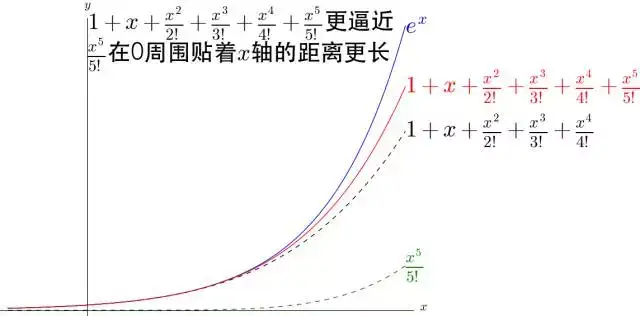 y
1 + x + \frac{x^2}{2!} + \frac{x^3}{3!} + \frac{x^4}{4!} + \frac{x^5}{5!}更逼近
\frac{x^5}{5!}在0周围贴着x轴的距离更长
e^x
1 + x + \frac{x^2}{2!} + \frac{x^3}{3!} + \frac{x^4}{4!} + \frac{x^5}{5!}
1 + x + \frac{x^2}{2!} + \frac{x^3}{3!} + \frac{x^4}{4!}
\frac{x^5}{5!}
x